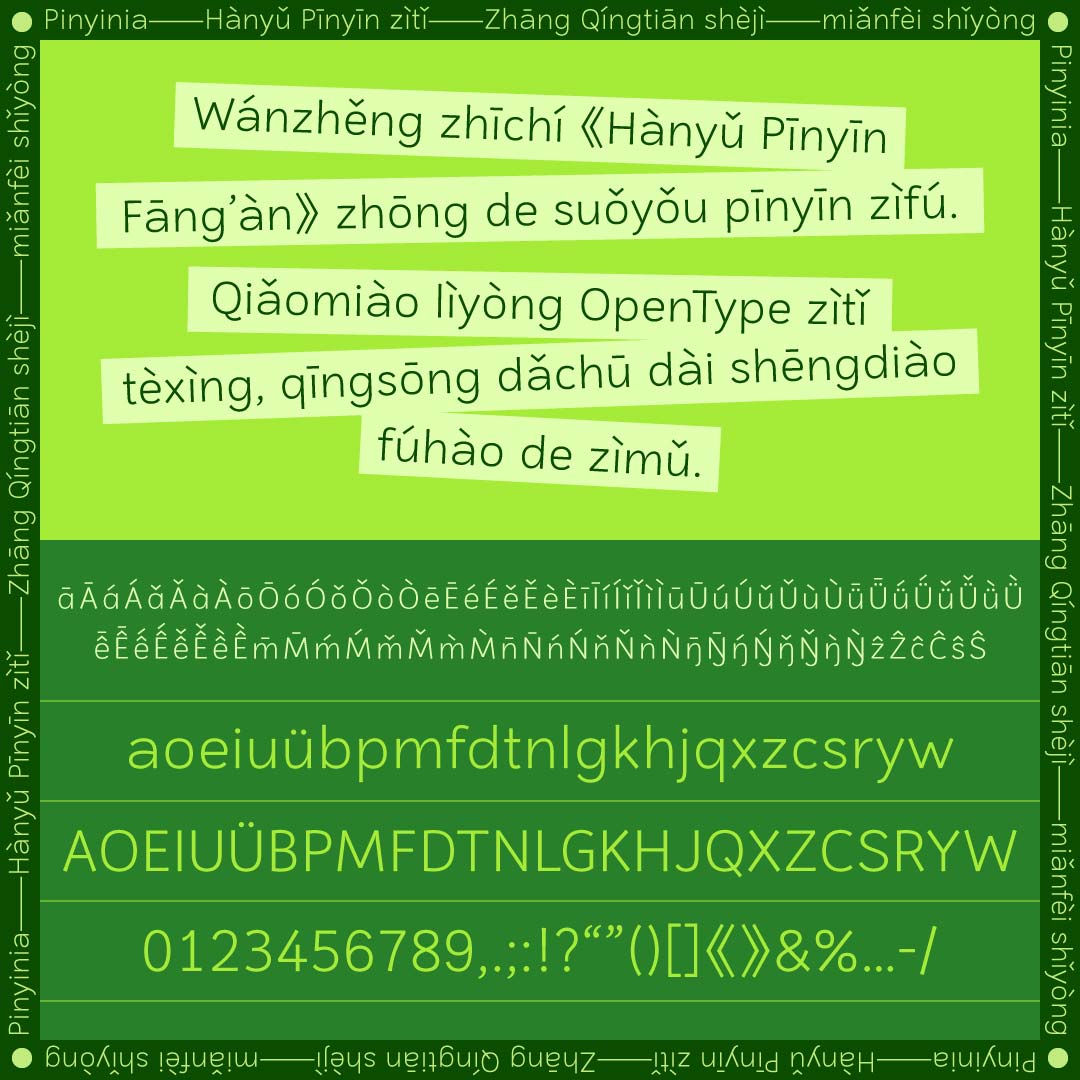 Pinyinia——Hànyǔ Pīnyīn zìtǐ——Zhāng Qíngtiān shèjì——miǎnfèi shǐyòng
Wánzhěng zhīchí 《Hànyǔ Pīnyīn
Fāng’àn》 zhōng de suǒyǒu pīnyīn zìfú.
Qiǎomiào lìyòng OpenType zìtǐ
tèxìng, qīngsōng dǎchū dài shēngdiào
fúhào de zìmǔ.
āĀáÁǎǍàÀōŌóÓǒǑòÒēĒéÉěĚèÈīĪíÍǐǏìÌūŪúÚǔǓùÙǖǕǘǗǚǙǜǛ
ê̄Ê̄ếẾê̌Ê̌ềỀm̄M̄ḿḾm̌M̌m̀M̀n̄N̄ńŃňŇǹǸŋ̄Ŋ̄ŋ́Ŋ́ŋ̌Ŋ̌ŋ̀Ŋ̀ẑẐĉĈŝŜ
aoeiuübpmfdtnlgkhjqxzcsryw
AOEIUÜBPMFDTNLGKHJQXZCSRYW
0123456789,.;:!?“”()[]《》&%…-/
Pinyinia——Hànyǔ Pīnyīn zìtǐ——Zhāng Qíngtiān shèjì——miǎnfèi shǐyòng
Pinyinia——Hànyǔ Pīnyīn zìtǐ——Zhāng Qíngtiān shèjì——miǎnfèi shǐyòng
Pinyinia——Hànyǔ Pīnyīn zìtǐ——Zhāng Qíngtiān shèjì——miǎnfèi shǐyòng